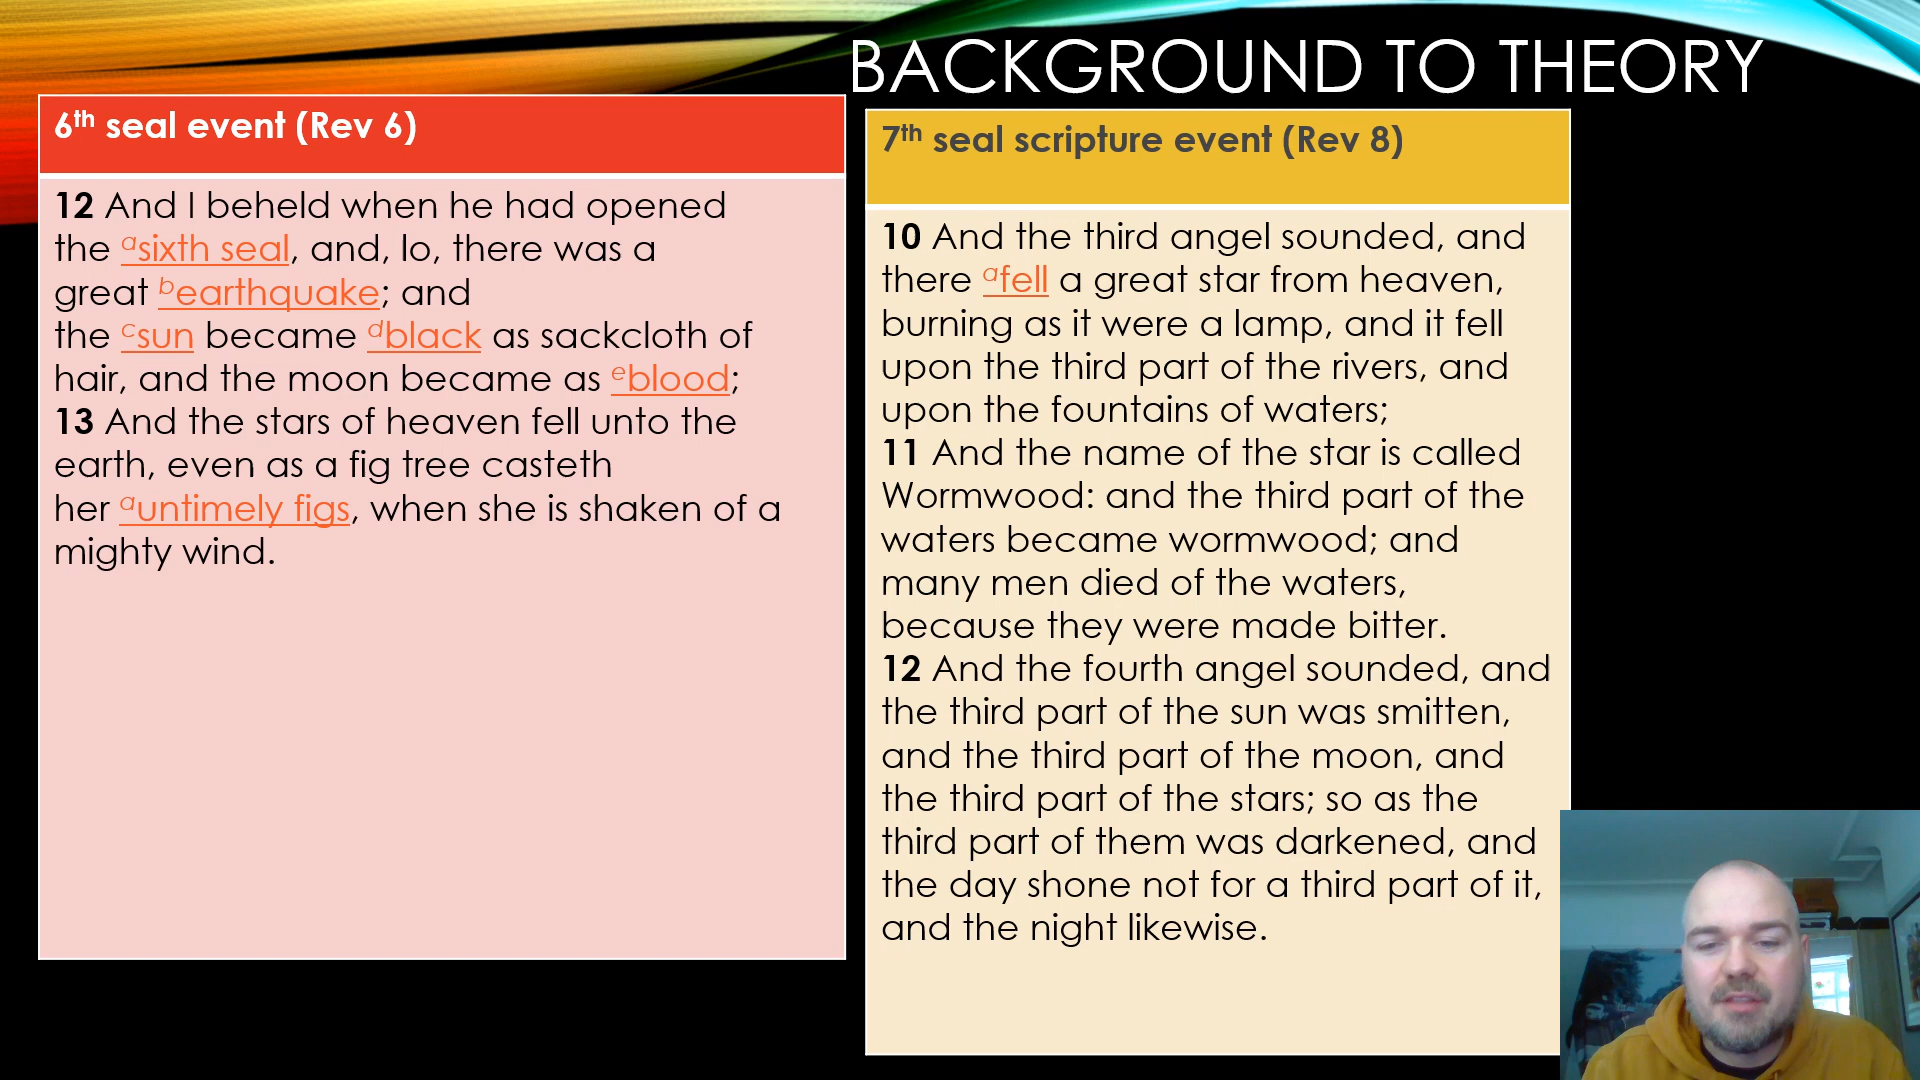 BACKGROUND TO THEORY
6th seal event (Rev 6)
12 And I beheld when he had opened
the asixth seal, and, lo, there was a
great bearthquake; and
the csun became dblack as sackcloth of
hair, and the moon became as eblood;
13 And the stars of heaven fell unto the
earth, even as a fig tree casteth
her auntimely figs, when she is shaken of a
mighty wind.
7th seal scripture event (Rev 8)
10 And the third angel sounded, and
there afell a great star from heaven,
burning as it were a lamp, and it fell
upon the third part of the rivers, and
upon the fountains of waters;
11 And the name of the star is called
Wormwood: and the third part of the
waters became wormwood; and
many men died of the waters,
because they were made bitter.
12 And the fourth angel sounded, and
the third part of the sun was smitten,
and the third part of the moon, and
the third part of the stars; so as the
third part of them was darkened, and
the day shone not for a third part of it,
and the night likewise.